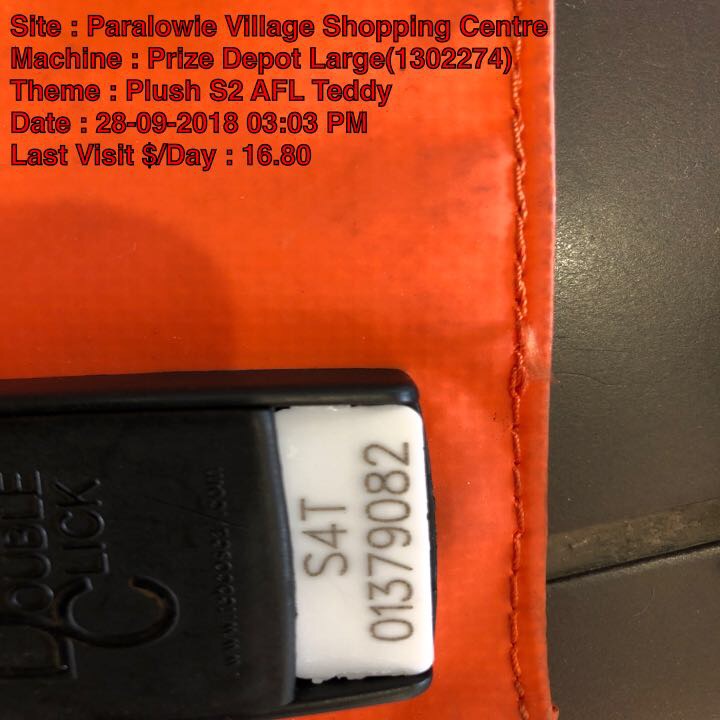 Site : Paralowie Village Shopping Centre
Machine : Prize Depot Large(1302274)
Theme : Plush S2 AFL Teddy
Date : 28-09-2018 03:03 PM
Last Visit $/Day : 16.80
S4T
01379082
DOUBLE
CLICK